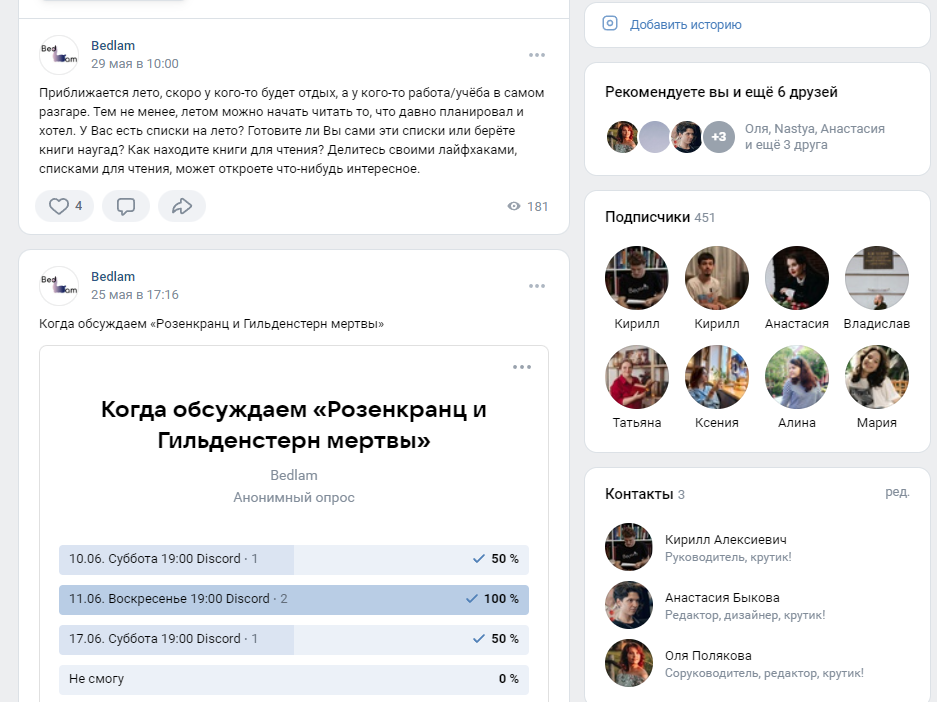 Bedlam
29 мая в 10:00
Приближается лето, скоро у кого-то будет отдых, а у кого-то работа/учёба в самом
разгаре. Тем не менее, летом можно начать читать то, что давно планировал и
хотел. У Вас есть списки на лето? Готовите ли Вы сами эти списки или берёте
книги наугад? Как находите книги для чтения? Делитесь своими лайфхаками,
списками для чтения, может откроете что-нибудь интересное.
4
181
Bedlam
25 мая в 17:16
Когда обсуждаем «Розенкранц и Гильденстерн мертвы»
Когда обсуждаем «Розенкранц и
Гильденстерн мертвы»
Bedlam
Анонимный опрос
10.06. Суббота 19:00 Discord · 1 50 %
11.06. Воскресенье 19:00 Discord · 2 100 %
17.06. Суббота 19:00 Discord · 1 50 %
Не смогу 0 %
Добавить историю
Рекомендуете вы и ещё 6 друзей
+3
Оля, Nastya, Анастасия
и ещё 3 друга
Подписчики 451
Кирилл Кирилл Анастасия Владислав
Татьяна Ксения Алина Мария
Контакты 3 ред.
Кирилл Алексиевич
Руководитель, крутик!
Анастасия Быкова
Редактор, дизайнер, крутик!
Оля Полякова
Соруководитель, редактор, крутик!